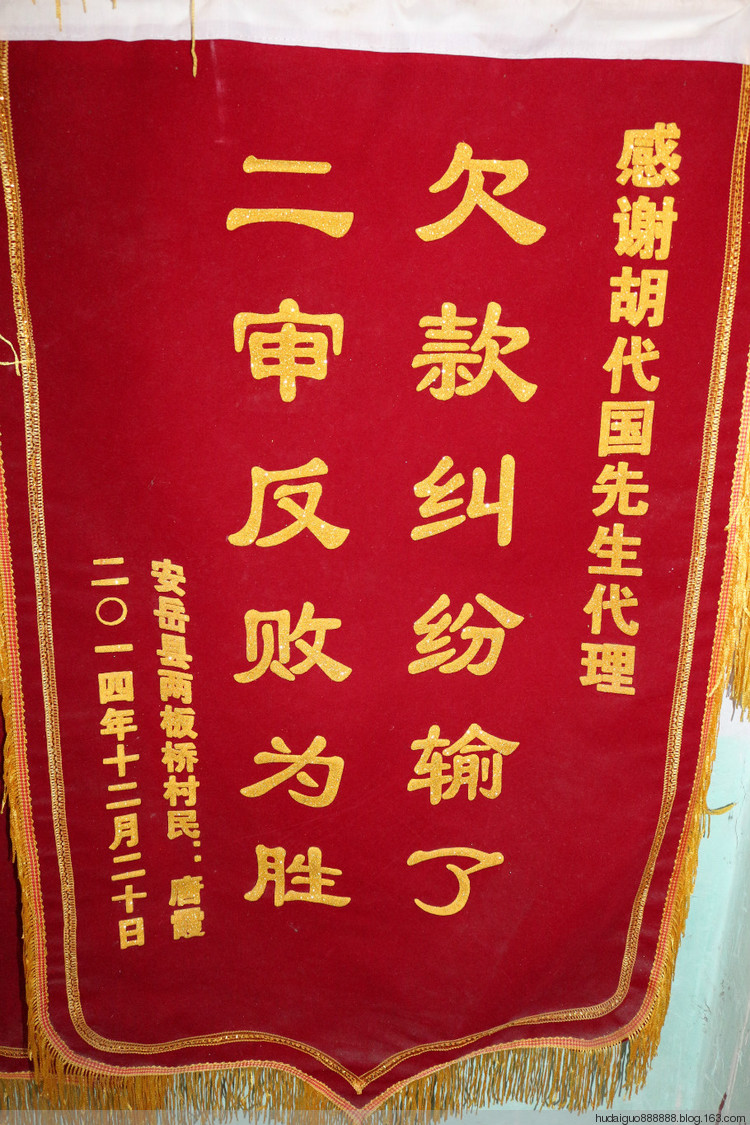 感谢胡代国先生代理
欠款纠纷输了
二审反败为胜
安岳县两板桥村民：唐霞
二〇一四年十二月二十日
hudaiguo888888.blog.163.com